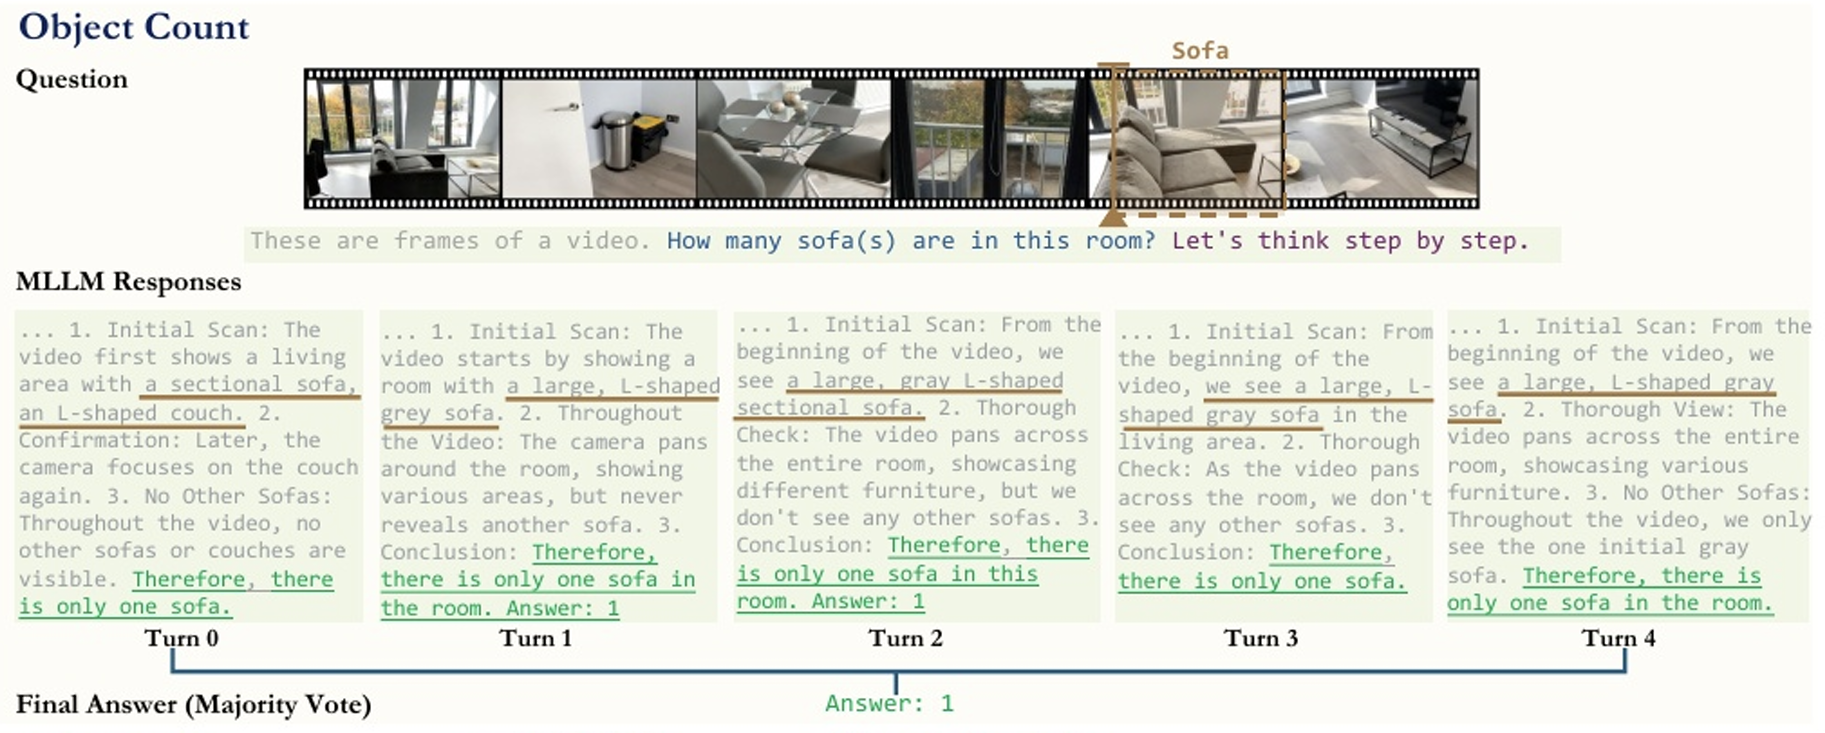 Object Count
Sofa
Question
These are frames of a video. How many sofa(s) are in this room? Let's think step by step.
MLLM Responses
... 1. Initial Scan: The
video first shows a living
area with a sectional sofa,
an L-shaped couch. 2.
Confirmation: Later, the
camera focuses on the couch
again. 3. No Other Sofas:
Throughout the video, no
other sofas or couches are
visible. Therefore, there
is only one sofa.
Turn 0
... 1. Initial Scan: The
video starts by showing a
room with a large, L-shaped
grey sofa. 2. Throughout
the Video: The camera pans
around the room, showing
various areas, but never
reveals another sofa. 3.
Conclusion: Therefore,
there is only one sofa in
the room. Answer: 1
Turn 1
... 1. Initial Scan: From the
beginning of the video, we
see a large, gray L-shaped
sectional sofa. 2. Thorough
Check: The video pans across
the entire room, showcasing
different furniture, but we
don't see any other sofas. 3.
Conclusion: Therefore, there
is only one sofa in this
room. Answer: 1
Turn 2
... 1. Initial Scan: From
the beginning of the
video, we see a large, L-
shaped gray sofa in the
living area. 2. Thorough
Check: As the video pans
across the room, we don't
see any other sofas. 3.
Conclusion: Therefore,
there is only one sofa.
Turn 3
... 1. Initial Scan: From the
beginning of the video, we
see a large, L-shaped gray
sofa. 2. Thorough View: The
video pans across the entire
room, showcasing various
furniture. 3. No Other Sofas:
Throughout the video, we only
see the one initial gray
sofa. Therefore, there is
only one sofa in the room.
Turn 4
Final Answer (Majority Vote)
Answer: 1